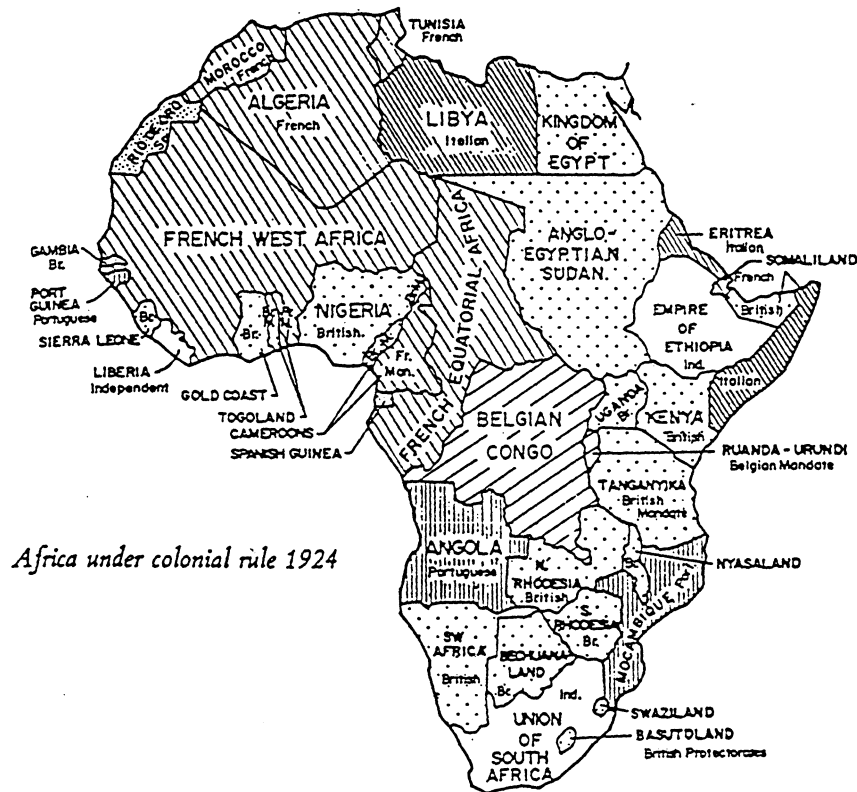 TUNISIA
French
MOROCCO
French
ALGERIA
French
LIBYA
Italian
KINGDOM
OF
EGYPT
RIO DE ORO
Sp.
FRENCH WEST AFRICA
FRENCH EQUATORIAL AFRICA
ANGLO-
EGYPTIAN
SUDAN
ERITREA
Italian
SOMALILAND
French
British
Italian
GAMBIA
Br.
PORT
GUINEA
Portuguese
Br.
SIERRA LEONE
LIBERIA
Independent
Br.
GOLD COAST
TOGOLAND
CAMEROONS
SPANISH GUINEA
NIGERIA
British
Fr.
Man.
EMPIRE
OF
ETHIOPIA
Ind.
UGANDA
Br.
KENYA
British
BELGIAN
CONGO
RUANDA-URUNDI
Belgian Mandate
TANGANYIKA
British
Mandate
Africa under colonial rule 1924
ANGOLA
Portuguese
N.
RHODESIA
British
Br.
NYASALAND
MOCAMBIQUE Port
S.
RHODESIA
Br.
SW
AFRICA
British
BECHUANA
LAND
Br.
Ind.
UNION
OF
SOUTH
AFRICA
SWAZILAND
BASUTOLAND
British Protectorates